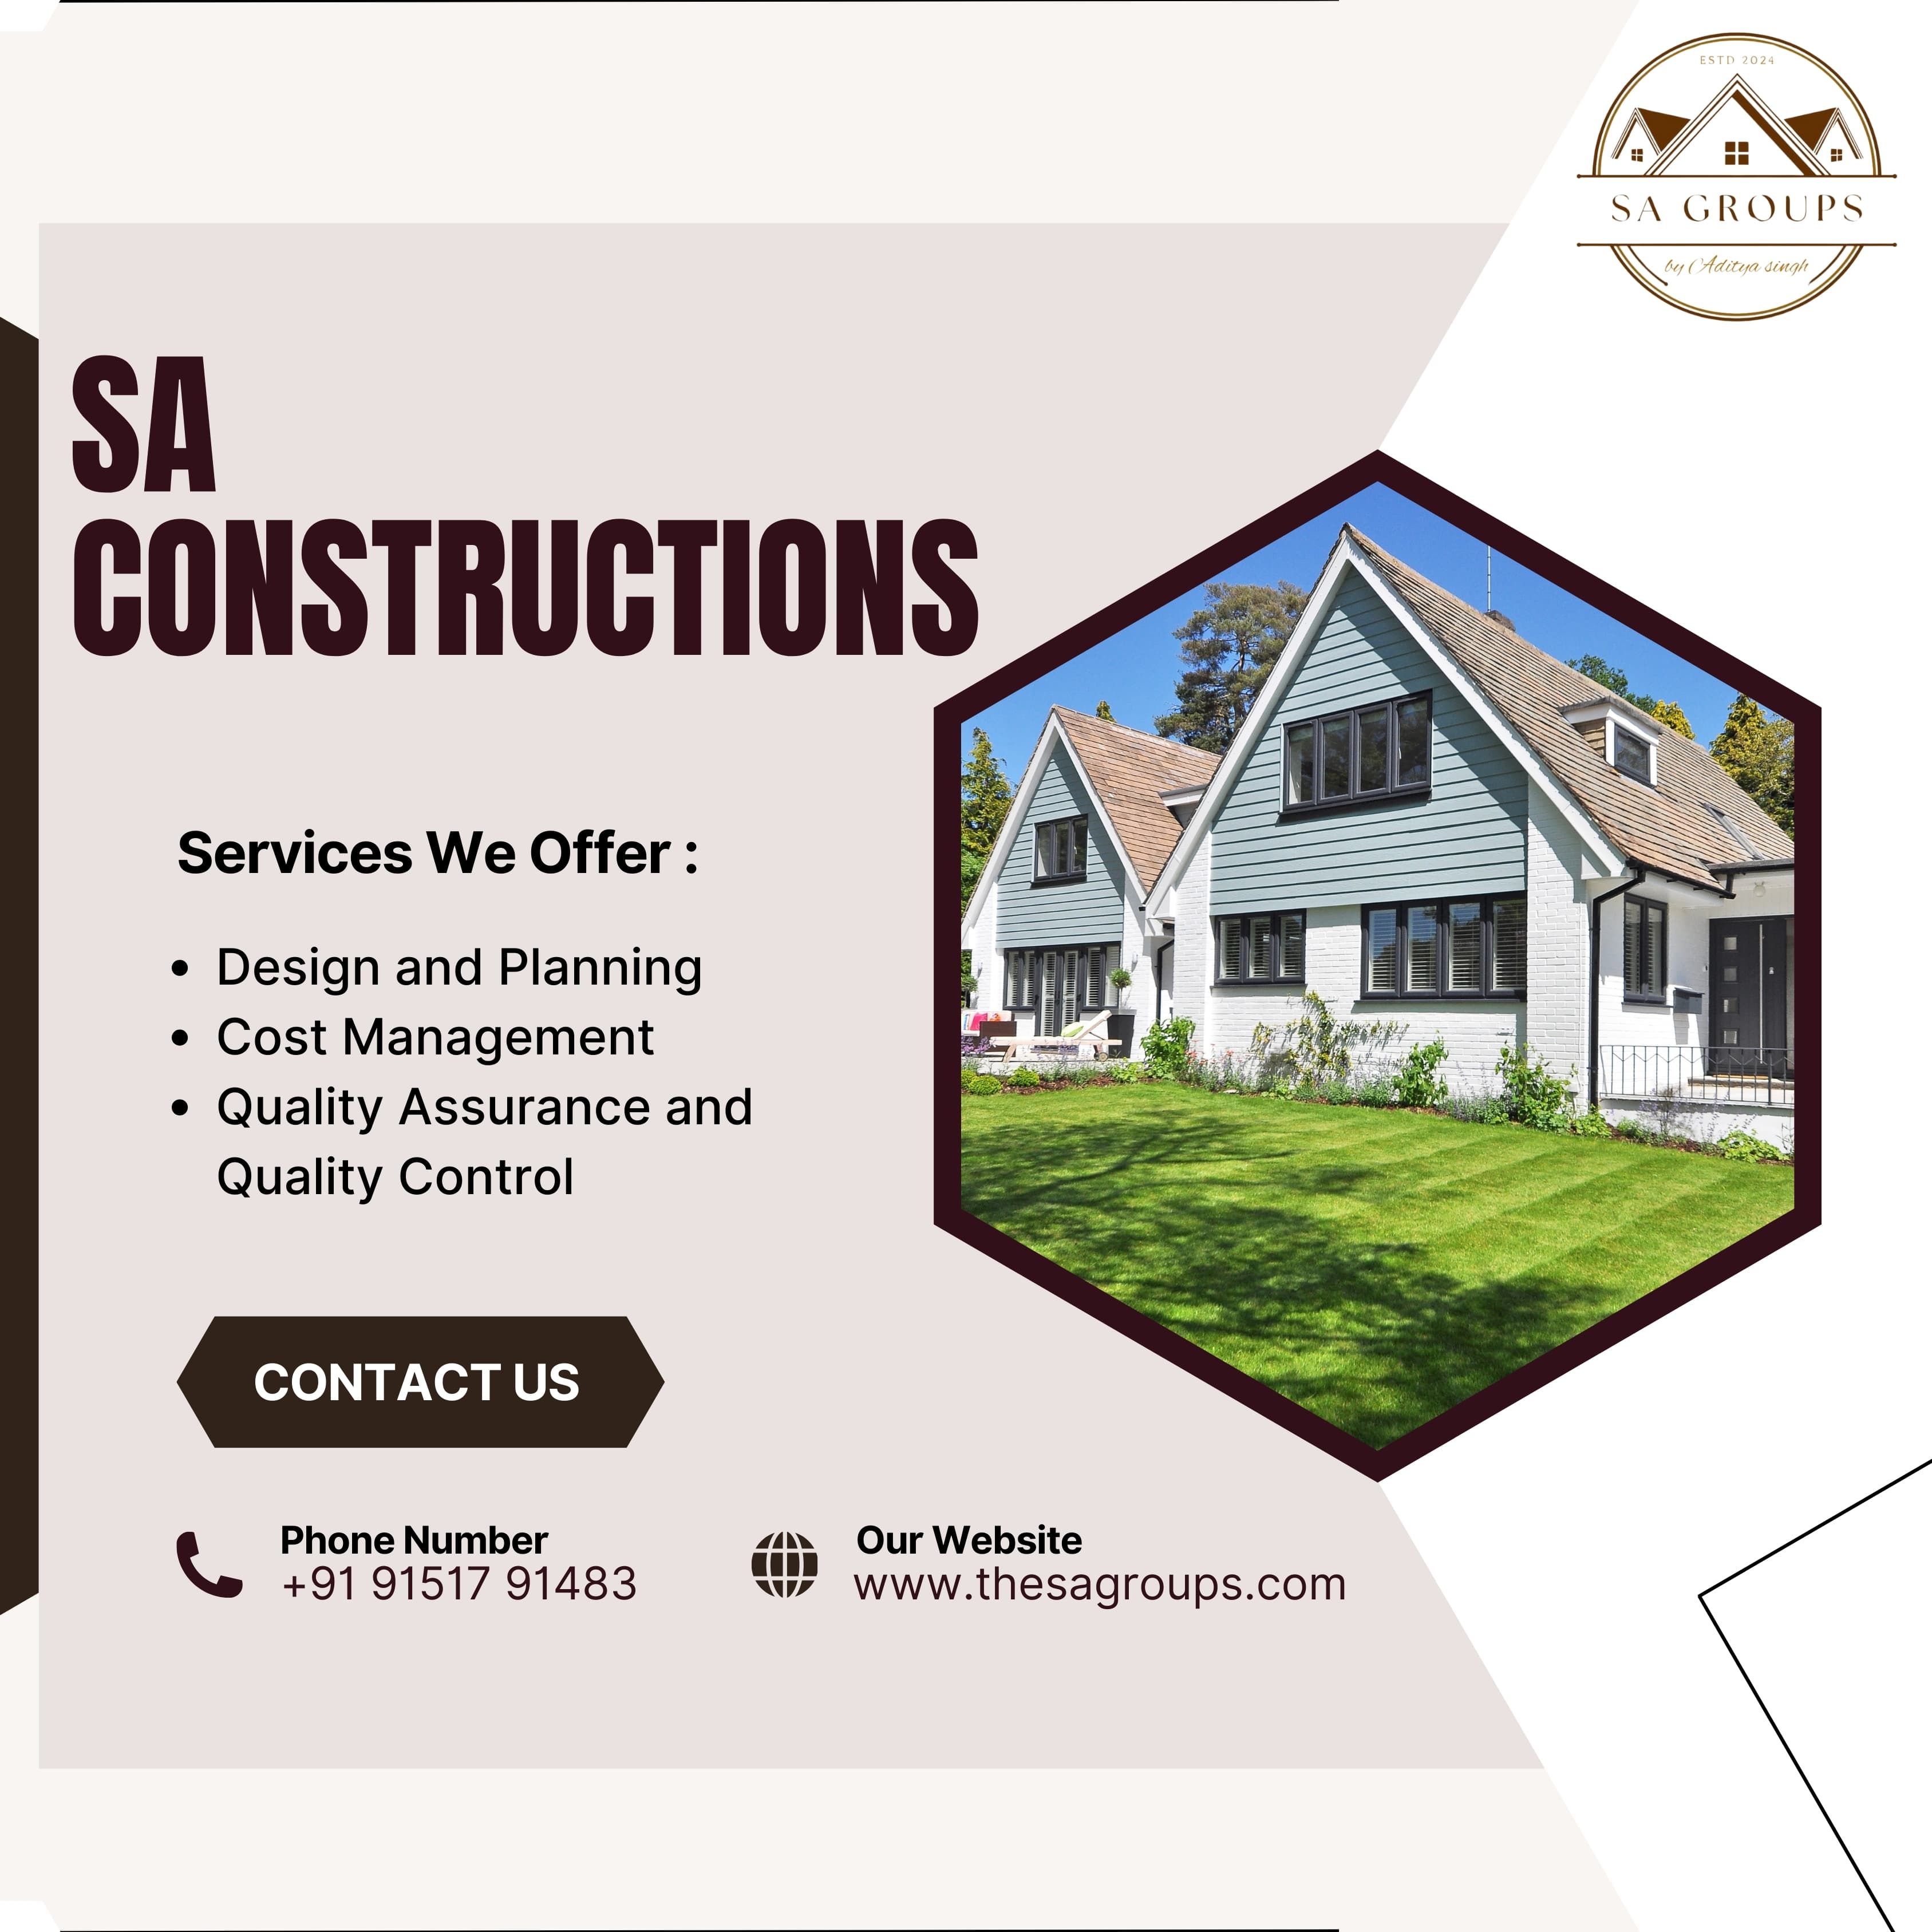 ESTD 2024
SA GROUPS
by Aditya singh
SA
CONSTRUCTIONS
Services We Offer :
• Design and Planning
• Cost Management
• Quality Assurance and
Quality Control
CONTACT US
Phone Number
+91 91517 91483
Our Website
www.thesagroups.com